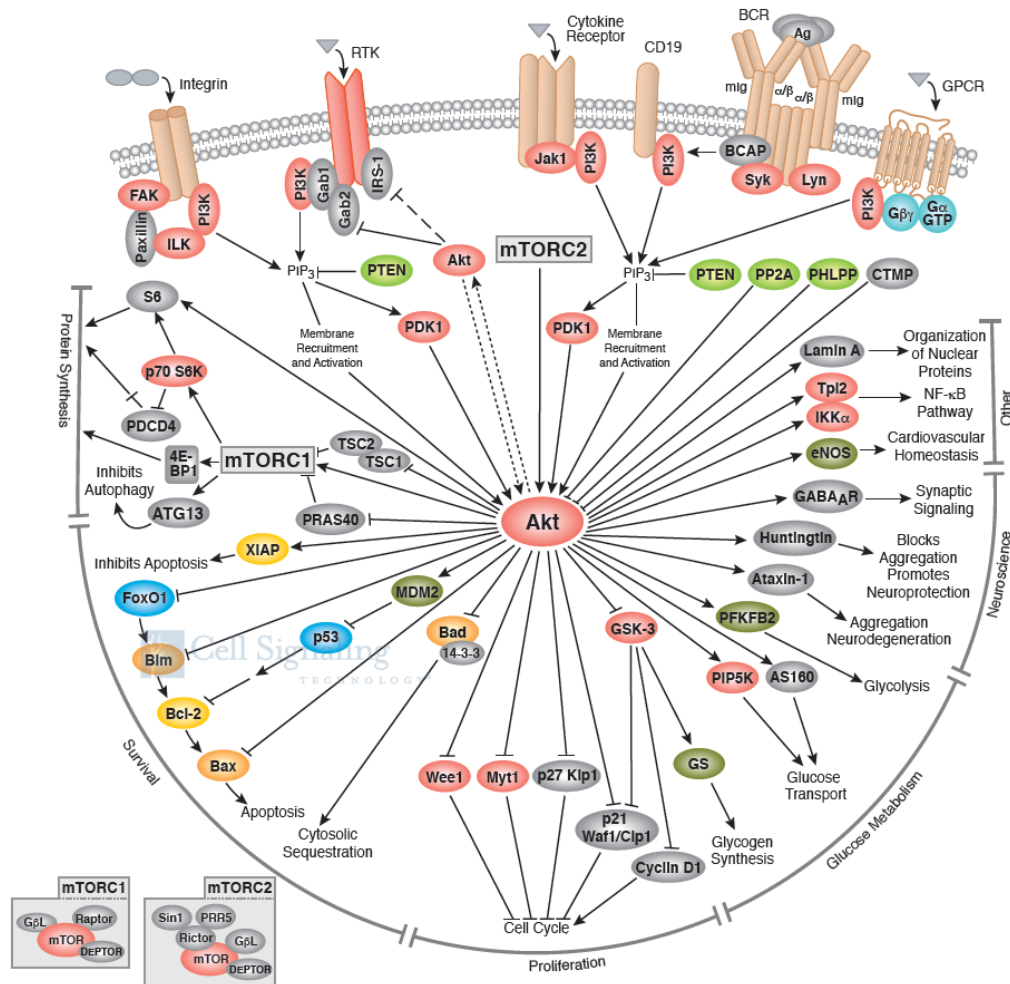 Integrin
RTK
Cytokine
Receptor
CD19
BCR
Ag
mIg
α/β
α/β
mIg
GPCR
FAK
Paxillin
ILK
PI3K
PI3K
Gab1
Gab2
IRS-1
Jak1
PI3K
PI3K
BCAP
Syk
Lyn
PI3K
Gβγ
Gα
GTP
PIP3
PTEN
Akt
mTORC2
PIP3
PTEN
PP2A
PHLPP
CTMP
PDK1
PDK1
Membrane
Recruitment
and Activation
Membrane
Recruitment
and Activation
Protein Synthesis
S6
p70 S6K
PDCD4
4E-
BP1
mTORC1
TSC2
TSC1
Inhibits
Autophagy
ATG13
PRAS40
Akt
Lamin A
Organization
of Nuclear
Proteins
Tpl2
IKKα
NF-κB
Pathway
eNOS
Cardiovascular
Homeostasis
Other
GABAAR
Synaptic
Signaling
Huntingtin
Blocks
Aggregation
Promotes
Neuroprotection
Ataxin-1
Aggregation
Neurodegeneration
Neuroscience
XIAP
Inhibits Apoptosis
FoxO1
MDM2
p53
Bim
Cell Signaling
TECHNOLOGY®
Bad
14-3-3
GSK-3
PFKFB2
PIP5K
AS160
Glycolysis
Bcl-2
Bax
Apoptosis
Cytosolic
Sequestration
Survival
Wee1
Myt1
p27 Kip1
p21
Waf1/Cip1
GS
Cyclin D1
Glycogen
Synthesis
Glucose
Transport
Glucose Metabolism
Cell Cycle
Proliferation
mTORC1
GβL
Raptor
mTOR
DEPTOR
mTORC2
Sin1
PRR5
Rictor
GβL
mTOR
DEPTOR